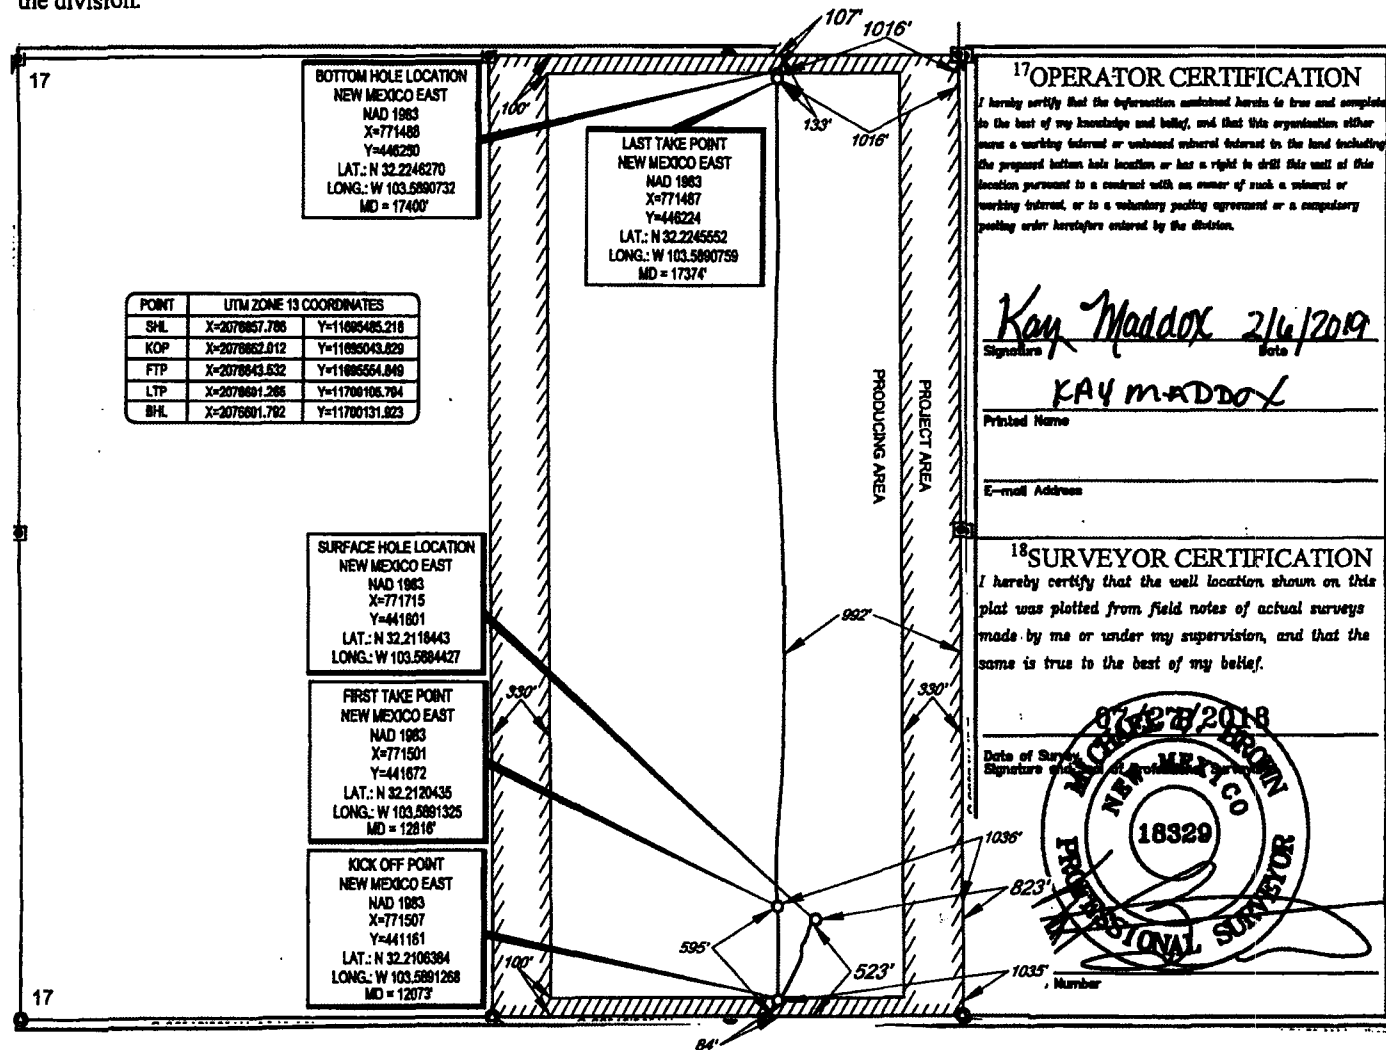 the division.
107'
1016'
17
100'
133'
1016'
BOTTOM HOLE LOCATION
NEW MEXICO EAST
NAD 1983
X=771488
Y=446250
LAT.: N 32.2246270
LONG.: W 103.5890732
MD = 17400'
LAST TAKE POINT
NEW MEXICO EAST
NAD 1983
X=771487
Y=446224
LAT.: N 32.2245552
LONG.: W 103.5890759
MD = 17374'
POINT UTM ZONE 13 COORDINATES
SHL
KOP
FTP
LTP
BHL
PRODUCING AREA
PROJECT AREA
SURFACE HOLE LOCATION
NEW MEXICO EAST
NAD 1983
X=771715
Y=441601
LAT.: N 32.2118443
LONG.: W 103.5884427
992'
330'
330'
FIRST TAKE POINT
NEW MEXICO EAST
NAD 1983
X=771501
Y=441672
LAT.: N 32.2120435
LONG.: W 103.5891325
MD = 12816'
KICK OFF POINT
NEW MEXICO EAST
NAD 1983
X=771507
Y=441161
LAT.: N 32.2106384
LONG.: W 103.5891268
MD = 12073'
1036'
823'
595'
523'
100'
1035'
84'
17
17 OPERATOR CERTIFICATION
I hereby certify that the information contained herein is true and complete
to the best of my knowledge and belief, and that this organization either
owns a working interest or unleased mineral interest in the land including
the proposed bottom hole location or has a right to drill this well at this
location pursuant to a contract with an owner of such a mineral or
working interest, or to a voluntary pooling agreement or a compulsory
pooling order heretofore entered by the division.
Kay Maddox 2/6/2019
Signature Date
KAY MADDOX
Printed Name
E-mail Address
18 SURVEYOR CERTIFICATION
I hereby certify that the well location shown on this
plat was plotted from field notes of actual surveys
made by me or under my supervision, and that the
same is true to the best of my belief.
07/27/2018
Date of Survey
Signature and
MICHAEL BROWN
NEW MEXICO
18329
PROFESSIONAL SURVEYOR
Number